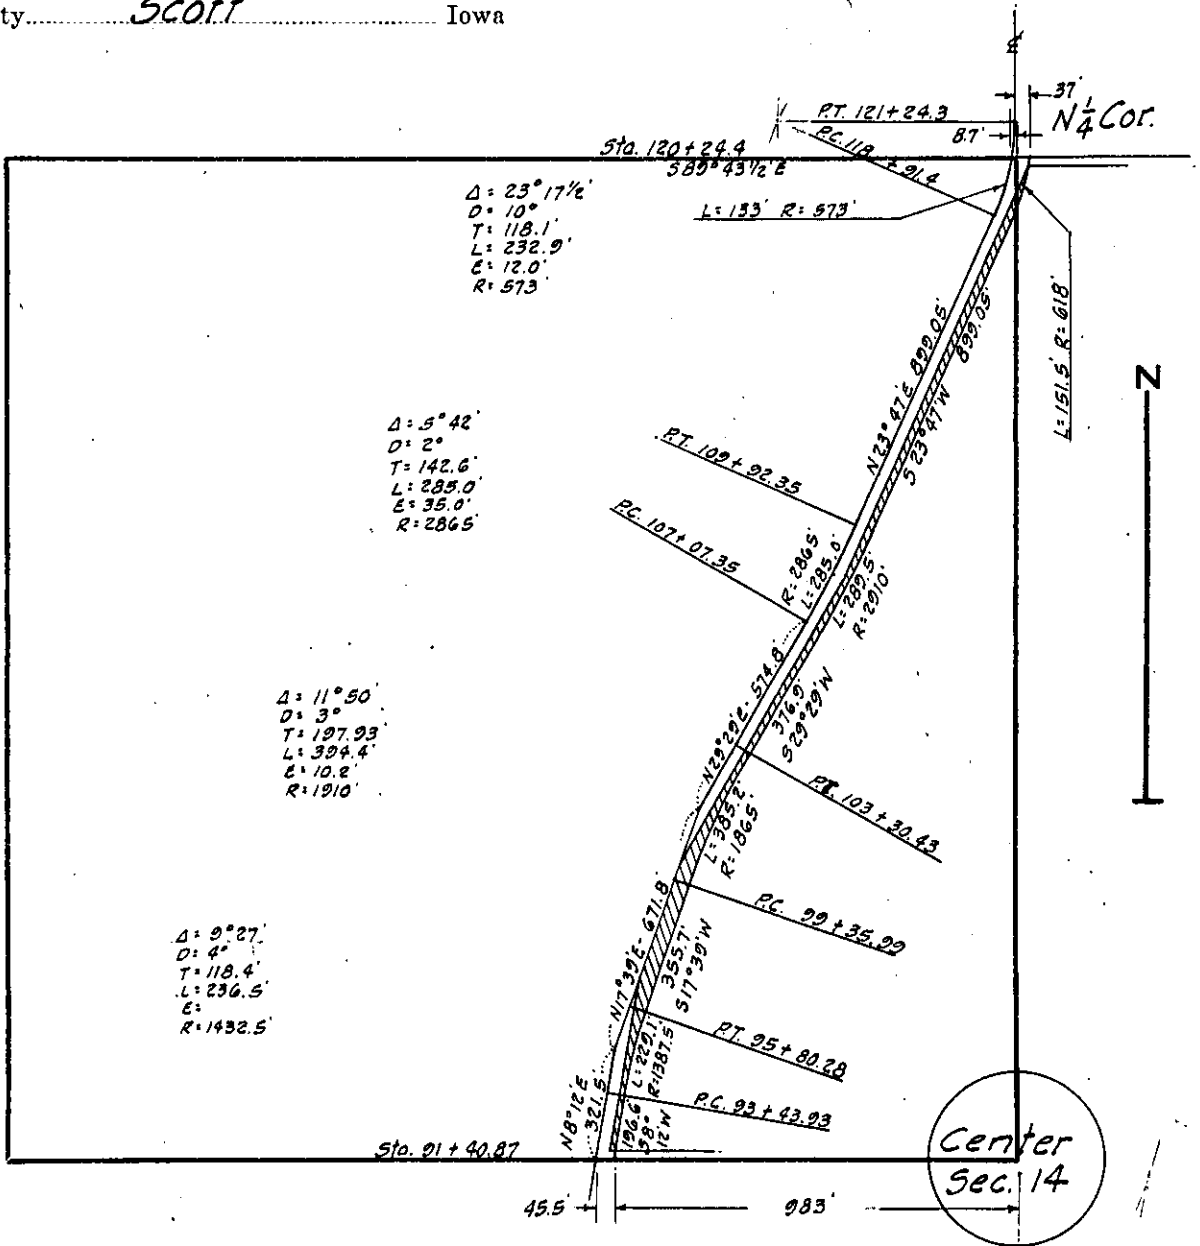 ty Scott Iowa
℄
37'
N¼ Cor.
P.T. 121+24.3
8.7'
P.C. 118 + 91.4
Sta. 120+24.4
S89°43½'E
L=133' R=573'
Δ= 23°17½'
D= 10°
T= 118.1'
L= 232.9'
E= 12.0'
R= 573'
L=151.5' R=618'
N23°47'E 899.05'
S23°47'W 899.05'
N
Δ= 5°42'
D= 2°
T= 142.6'
L= 285.0'
E= 35.0'
R= 2865'
P.T. 109 + 92.35
P.C. 107+07.35
R=2865'
L=285.0'
L=289.5'
R=2910'
N29°29'E- 574.8'
376.9'
S29°29'W
Δ= 11°50'
D= 3°
T= 197.93'
L= 394.4'
E= 10.2'
R= 1910'
P.T. 103+30.43
L=385.2'
R=1865'
P.C. 99+35.99
N17°39'E- 671.8'
355.7'
S17°39'W
Δ= 9°27'
D= 4°
T= 118.4'
L= 236.5'
E=
R= 1432.5'
P.T. 95+80.28
L=229.1'
R=1387.5'
P.C. 93+43.93
N8°12'E
321.5'
196.6'
S8°
12'W
Sta. 91+40.87
Center
Sec. 14
45.5'
983'